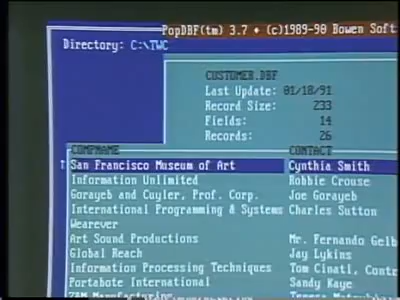 PopDBF(tm) 3.7 ♦ (c)1989-90 Bowen Soft
Directory: C:\TWC
CUSTOMER.DBF
Last Update: 01/18/91
Record Size: 233
Fields: 14
Records: 26
COMPNAME CONTACT
San Francisco Museum of Art Cynthia Smith
Information Unlimited Robbie Crouse
Gorayeb and Cuyler, Prof. Corp. Joe Gorayeb
International Programming & Systems Charles Sutton
Wearever
Art Sound Productions Mr. Fernando Gelb
Global Reach Jay Lykins
Information Processing Techniques Tom Cinatl, Contr
Portabote International Sandy Kaye